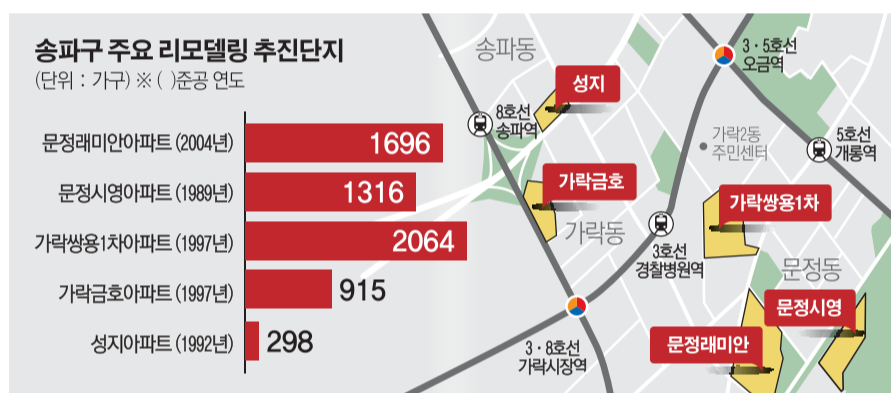 송파구 주요 리모델링 추진단지
(단위 : 가구) ※ ( )준공 연도
문정래미안아파트 (2004년)
1696
문정시영아파트 (1989년)
1316
가락쌍용1차아파트 (1997년)
2064
가락금호아파트 (1997년)
915
성지아파트 (1992년)
298
송파동
성지
3 · 5호선
오금역
8호선
송파역
가락2동
주민센터
5호선
개롱역
가락금호
가락쌍용1차
가락동
3호선
경찰병원역
문정동
문정시영
문정래미안
3 · 8호선
가락시장역